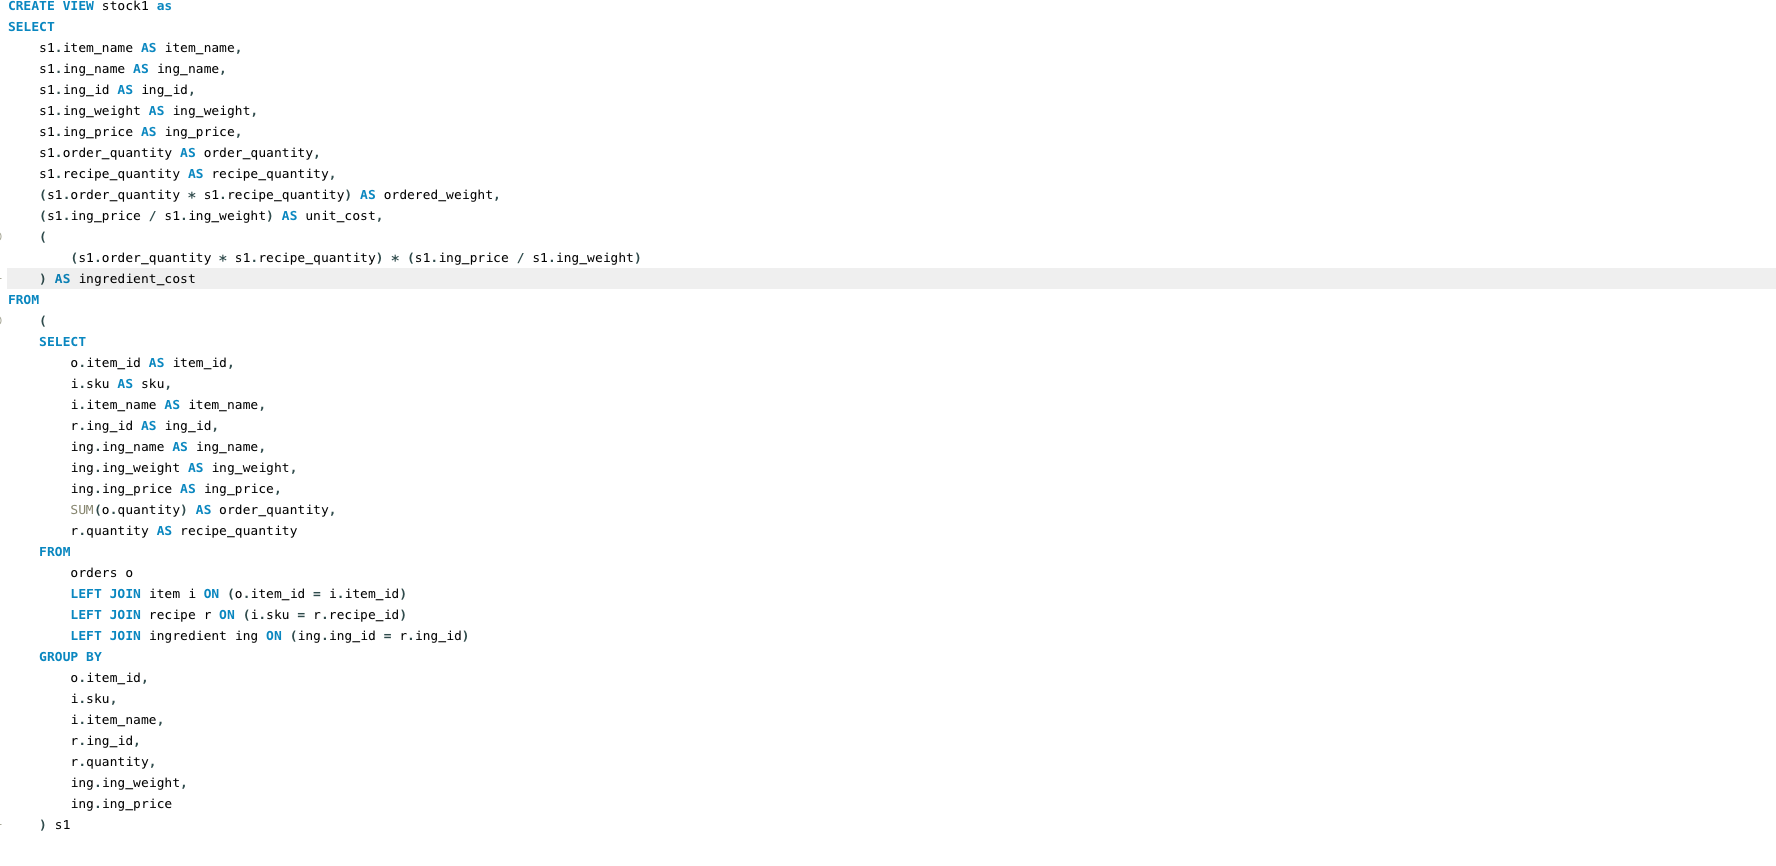 CREATE VIEW stock1 as
SELECT
    s1.item_name AS item_name,
    s1.ing_name AS ing_name,
    s1.ing_id AS ing_id,
    s1.ing_weight AS ing_weight,
    s1.ing_price AS ing_price,
    s1.order_quantity AS order_quantity,
    s1.recipe_quantity AS recipe_quantity,
    (s1.order_quantity * s1.recipe_quantity) AS ordered_weight,
    (s1.ing_price / s1.ing_weight) AS unit_cost,
    (
        (s1.order_quantity * s1.recipe_quantity) * (s1.ing_price / s1.ing_weight)
    ) AS ingredient_cost
FROM
    (
    SELECT
        o.item_id AS item_id,
        i.sku AS sku,
        i.item_name AS item_name,
        r.ing_id AS ing_id,
        ing.ing_name AS ing_name,
        ing.ing_weight AS ing_weight,
        ing.ing_price AS ing_price,
        SUM(o.quantity) AS order_quantity,
        r.quantity AS recipe_quantity
    FROM
        orders o
        LEFT JOIN item i ON (o.item_id = i.item_id)
        LEFT JOIN recipe r ON (i.sku = r.recipe_id)
        LEFT JOIN ingredient ing ON (ing.ing_id = r.ing_id)
    GROUP BY
        o.item_id,
        i.sku,
        i.item_name,
        r.ing_id,
        r.quantity,
        ing.ing_weight,
        ing.ing_price
    ) s1